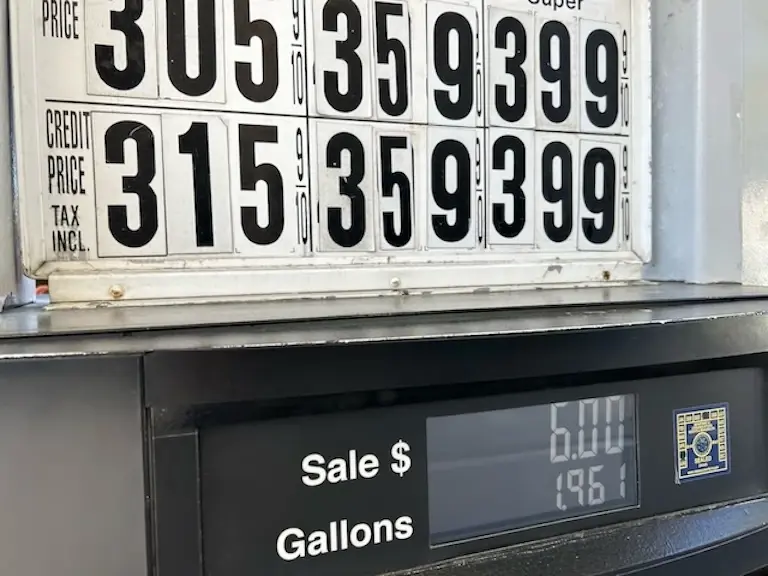 Super
PRICE 305 9/10 359 9/10 399 9/10
CREDIT
PRICE 315 9/10 359 9/10 399 9/10
TAX
INCL.
Sale $ 6.00
Gallons 1.961